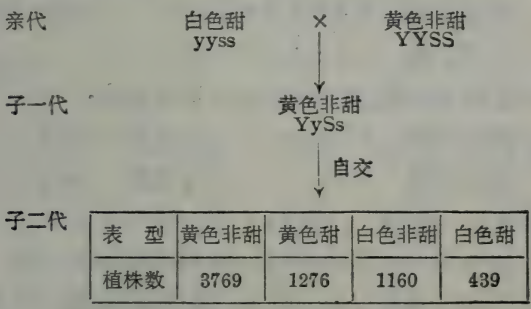 亲代 白色甜 × 黄色非甜
yyss YYSS
子一代 黄色非甜
YySs
自交
子二代
表 型 黄色非甜 黄色甜 白色非甜 白色甜
植株数 3769 1276 1160 439